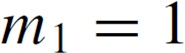 m₁ = 1